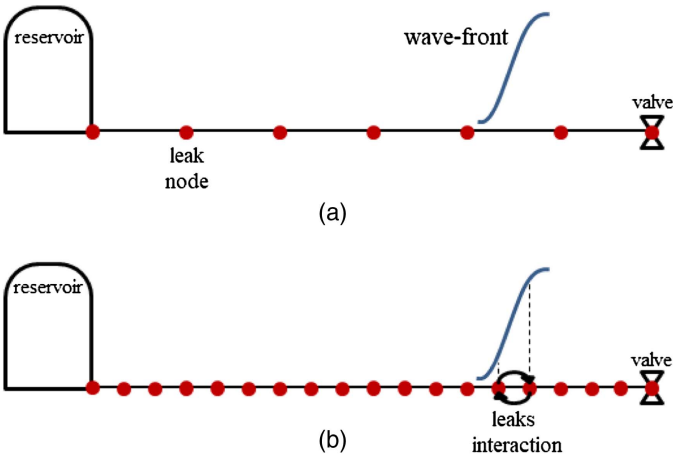 reservoir
wave-front
valve
leak
node
(a)
reservoir
valve
leaks
interaction
(b)